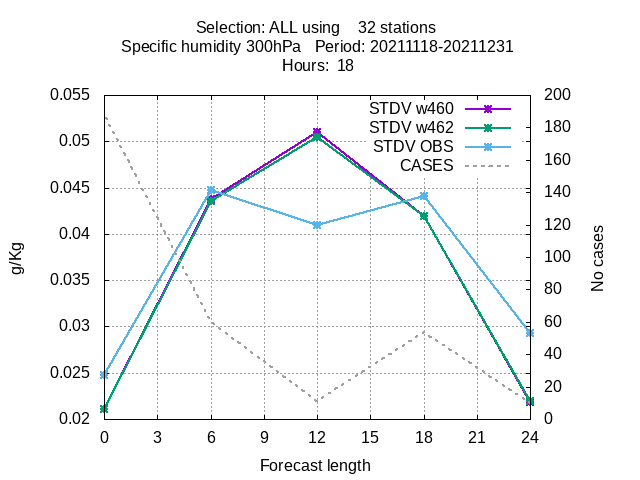 Selection: ALL using    32 stations
Specific humidity 300hPa   Period: 20211118-20211231
Hours:  18
STDV w460
STDV w462
STDV OBS
CASES
g/Kg
0.055
0.05
0.045
0.04
0.035
0.03
0.025
0.02
200
180
160
140
120
100
80
60
40
20
0
No cases
0 3 6 9 12 15 18 21 24
Forecast length